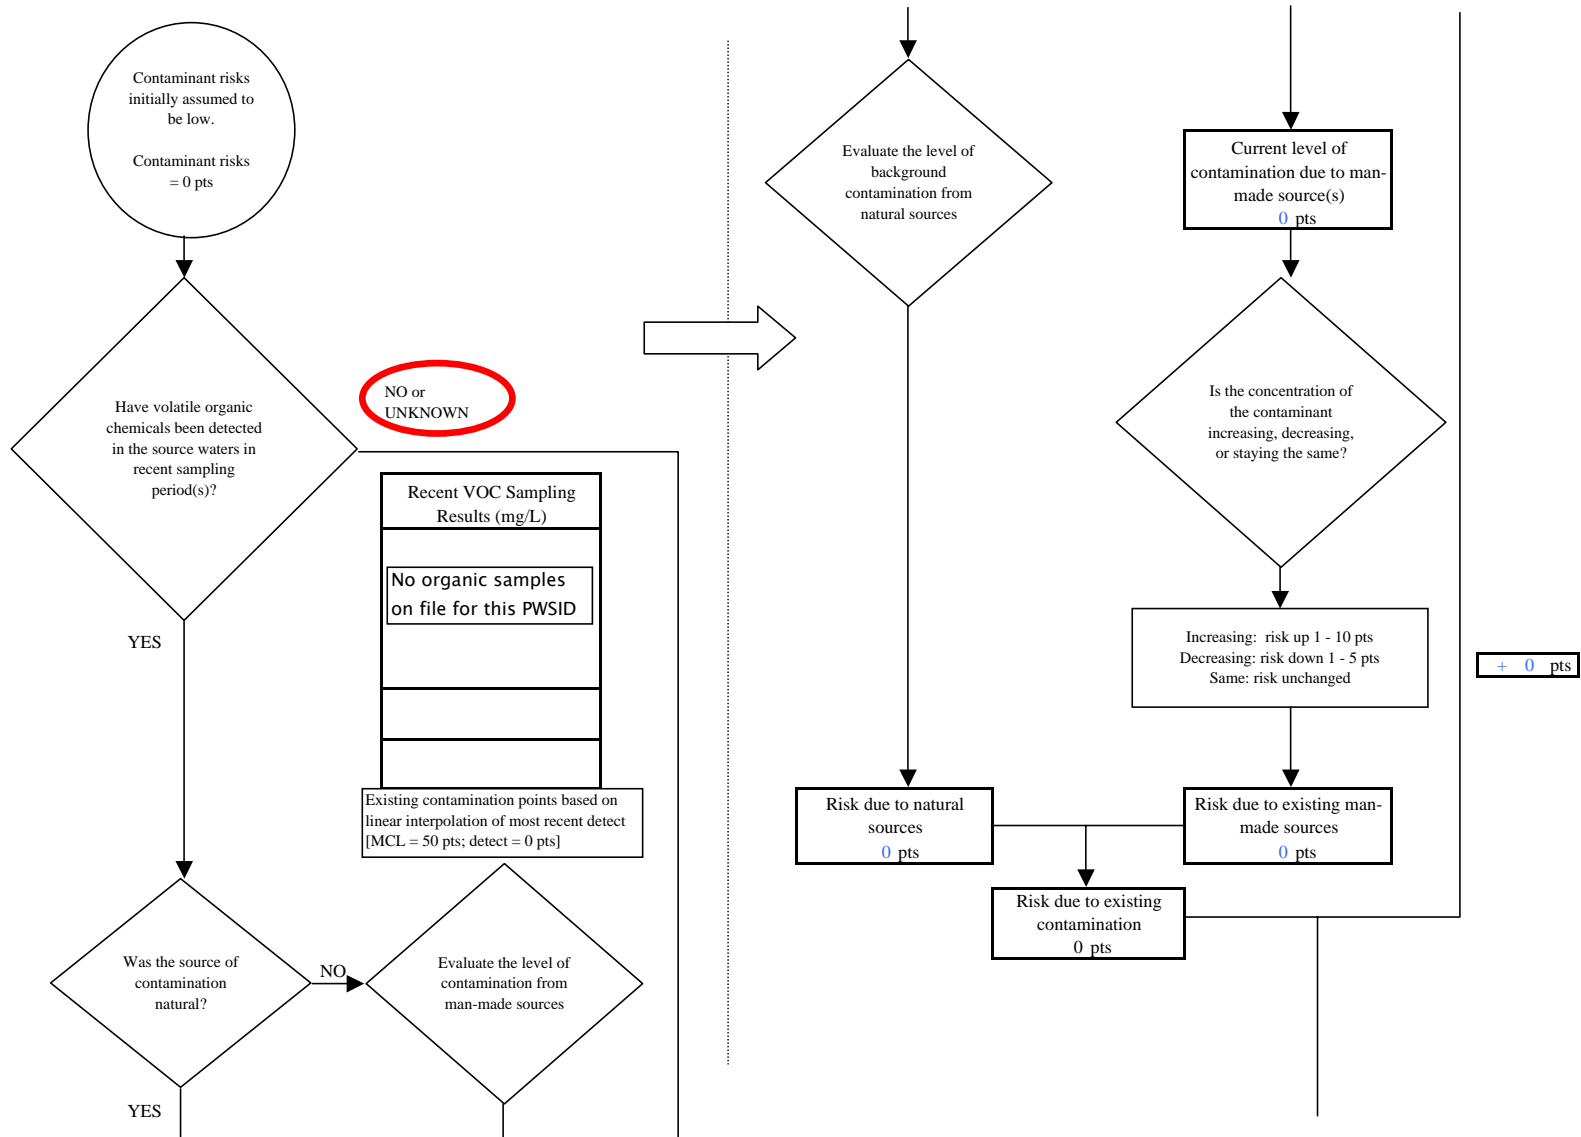 Contaminant risks
initially assumed to
be low.
Contaminant risks
= 0 pts
Have volatile organic
chemicals been detected
in the source waters in
recent sampling
period(s)?
NO or
UNKNOWN
YES
Recent VOC Sampling
Results (mg/L)
No organic samples
on file for this PWSID
Existing contamination points based on
linear interpolation of most recent detect
[MCL = 50 pts; detect = 0 pts]
Was the source of
contamination
natural?
NO
Evaluate the level of
contamination from
man-made sources
YES
Evaluate the level of
background
contamination from
natural sources
Current level of
contamination due to man-
made source(s)
0 pts
Is the concentration of
the contaminant
increasing, decreasing,
or staying the same?
Increasing: risk up 1 - 10 pts
Decreasing: risk down 1 - 5 pts
Same: risk unchanged
+ 0 pts
Risk due to natural
sources
0 pts
Risk due to existing man-
made sources
0 pts
Risk due to existing
contamination
0 pts